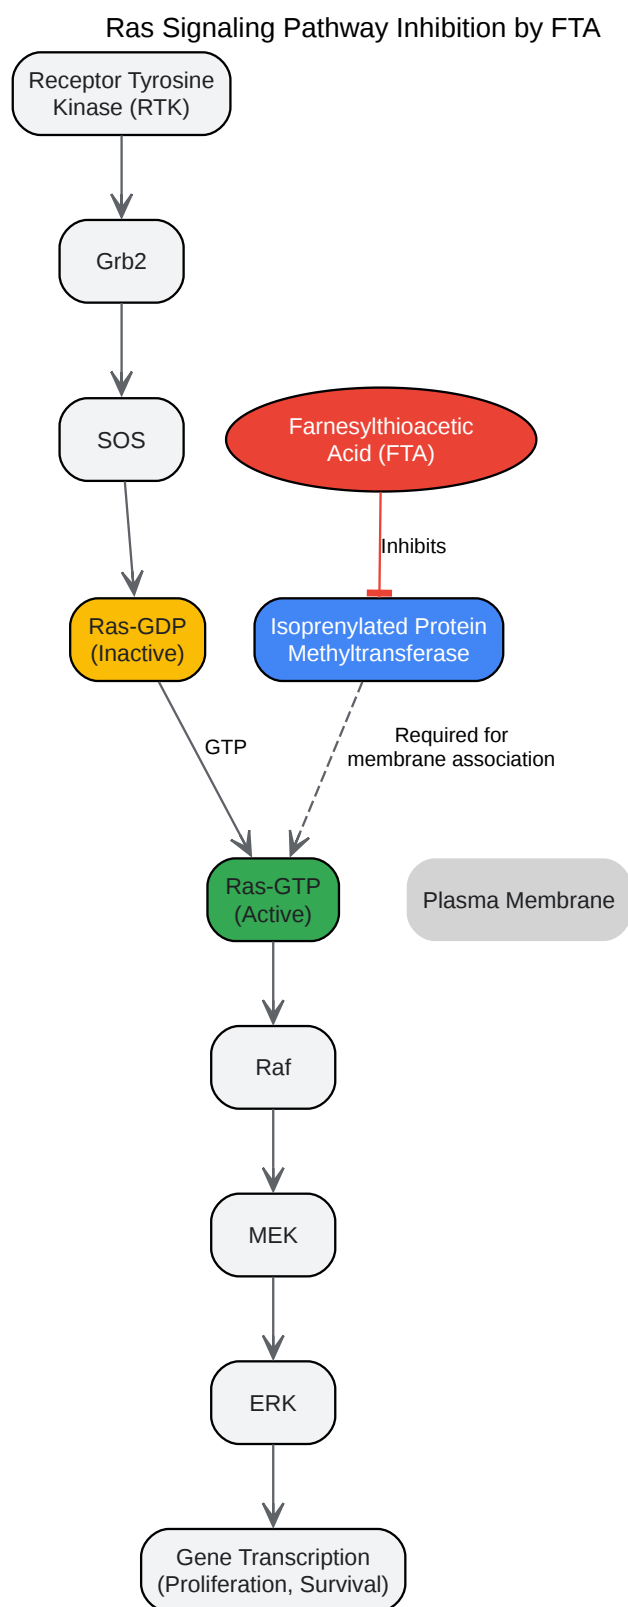 Ras Signaling Pathway Inhibition by FTA
Receptor Tyrosine
Kinase (RTK)
Grb2
SOS
Farnesylthioacetic
Acid (FTA)
Inhibits
Ras-GDP
(Inactive)
Isoprenylated Protein
Methyltransferase
GTP
Required for
membrane association
Ras-GTP
(Active)
Plasma Membrane
Raf
MEK
ERK
Gene Transcription
(Proliferation, Survival)